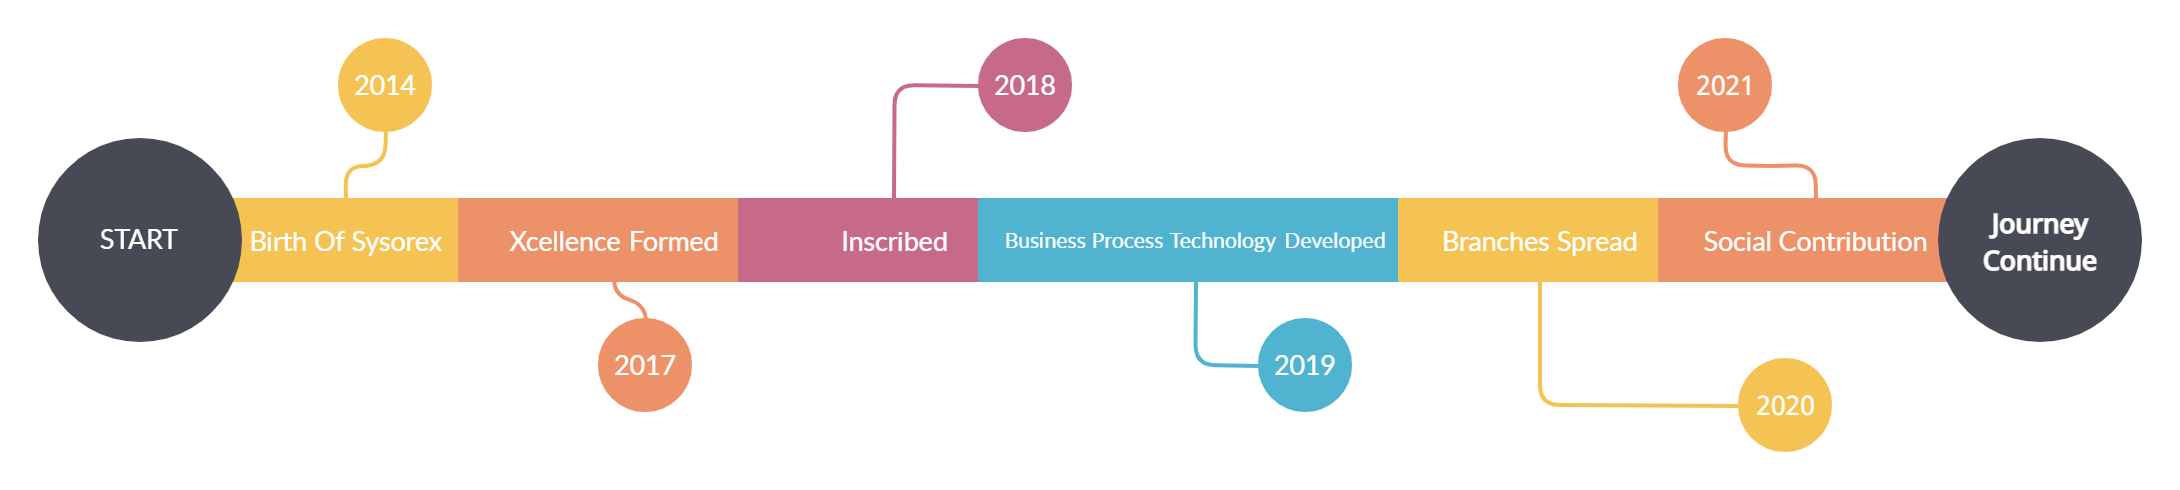 2014
2018
2021
START
Birth Of Sysorex
Xcellence Formed
Inscribed
Business Process Technology Developed
Branches Spread
Social Contribution
Journey
Continue
2017
2019
2020